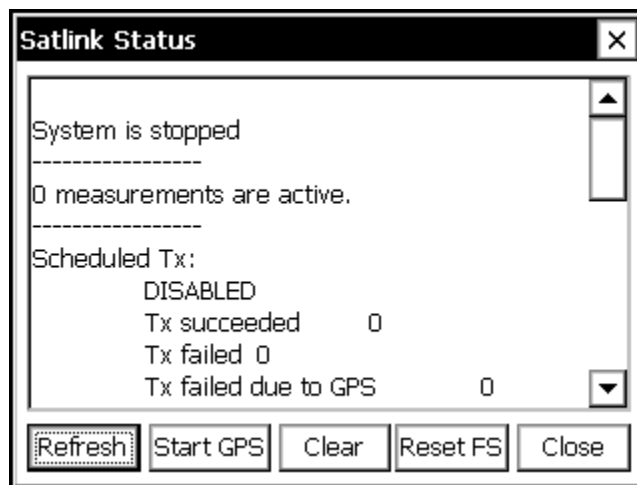 Satlink Status
System is stopped
-----------------
0 measurements are active.
-----------------
Scheduled Tx:
DISABLED
Tx succeeded 0
Tx failed 0
Tx failed due to GPS 0
Refresh Start GPS Clear Reset FS Close